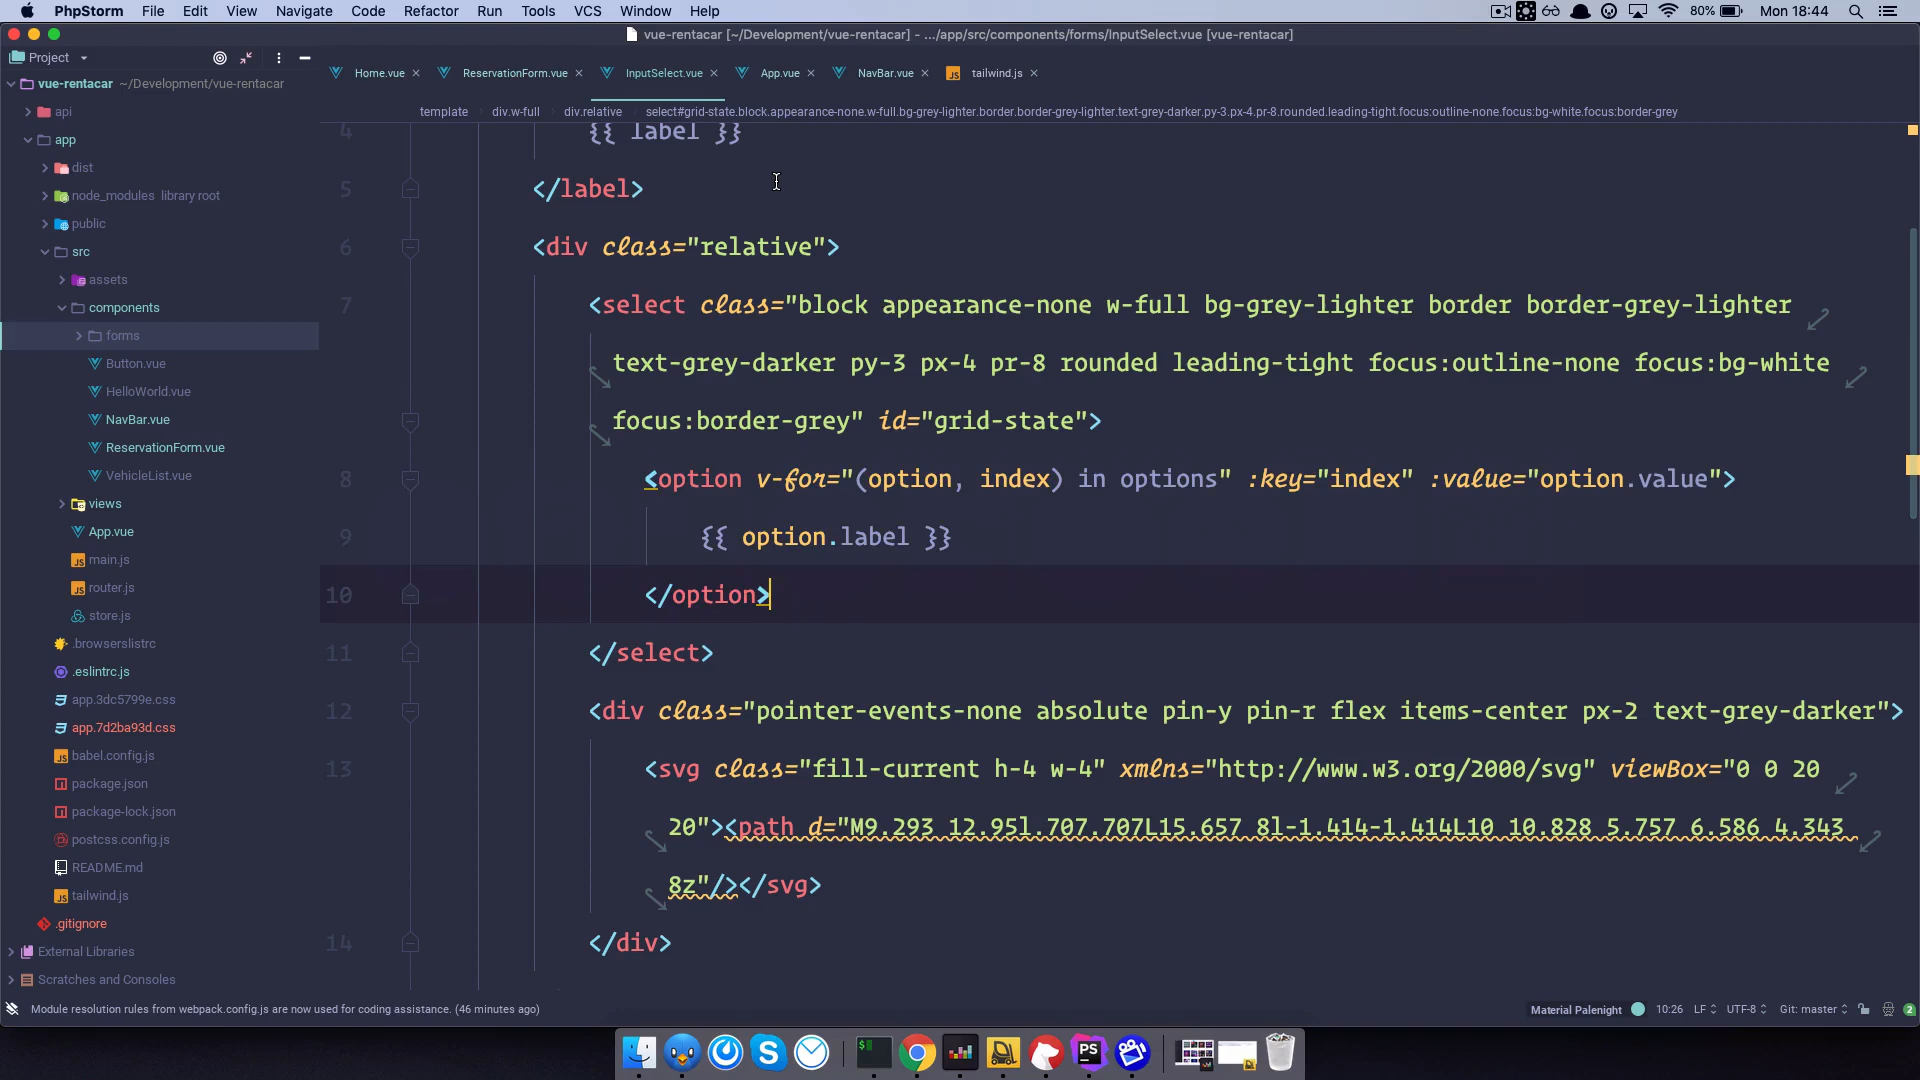 PhpStorm File Edit View Navigate Code Refactor Run Tools VCS Window Help 80% Mon 18:44
vue-rentacar [~/Development/vue-rentacar] - .../app/src/components/forms/InputSelect.vue [vue-rentacar]
Project
Home.vue ReservationForm.vue InputSelect.vue App.vue NavBar.vue tailwind.js
template div.w-full div.relative select#grid-state.block.appearance-none.w-full.bg-grey-lighter.border.border-grey-lighter.text-grey-darker.py-3.px-4.pr-8.rounded.leading-tight.focus:outline-none.focus:bg-white.focus:border-grey
vue-rentacar ~/Development/vue-rentacar
api
app
dist
node_modules library root
public
src
assets
components
forms
Button.vue
HelloWorld.vue
NavBar.vue
ReservationForm.vue
VehicleList.vue
views
App.vue
main.js
router.js
store.js
.browserslistrc
.eslintrc.js
app.3dc5799e.css
app.7d2ba93d.css
babel.config.js
package.json
package-lock.json
postcss.config.js
README.md
tailwind.js
.gitignore
External Libraries
Scratches and Consoles
4 {{ label }}
5 </label>
6 <div class="relative">
7 <select class="block appearance-none w-full bg-grey-lighter border border-grey-lighter
text-grey-darker py-3 px-4 pr-8 rounded leading-tight focus:outline-none focus:bg-white
focus:border-grey" id="grid-state">
8 <option v-for="(option, index) in options" :key="index" :value="option.value">
9 {{ option.label }}
10 </option>
11 </select>
12 <div class="pointer-events-none absolute pin-y pin-r flex items-center px-2 text-grey-darker">
13 <svg class="fill-current h-4 w-4" xmlns="http://www.w3.org/2000/svg" viewBox="0 0 20
20"><path d="M9.293 12.95l.707.707L15.657 8l-1.414-1.414L10 10.828 5.757 6.586 4.343
8z"/></svg>
14 </div>
Module resolution rules from webpack.config.js are now used for coding assistance. (46 minutes ago)
Material Palenight 10:26 LF UTF-8 Git: master 2
PS